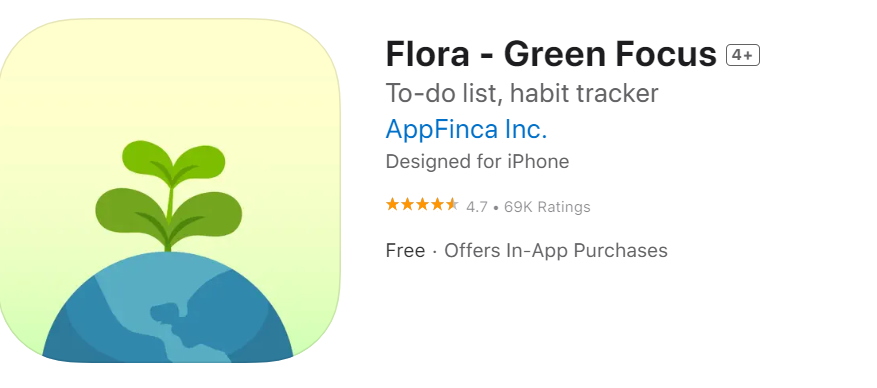 Flora - Green Focus 4+
To-do list, habit tracker
AppFinca Inc.
Designed for iPhone
4.7 • 69K Ratings
Free · Offers In-App Purchases